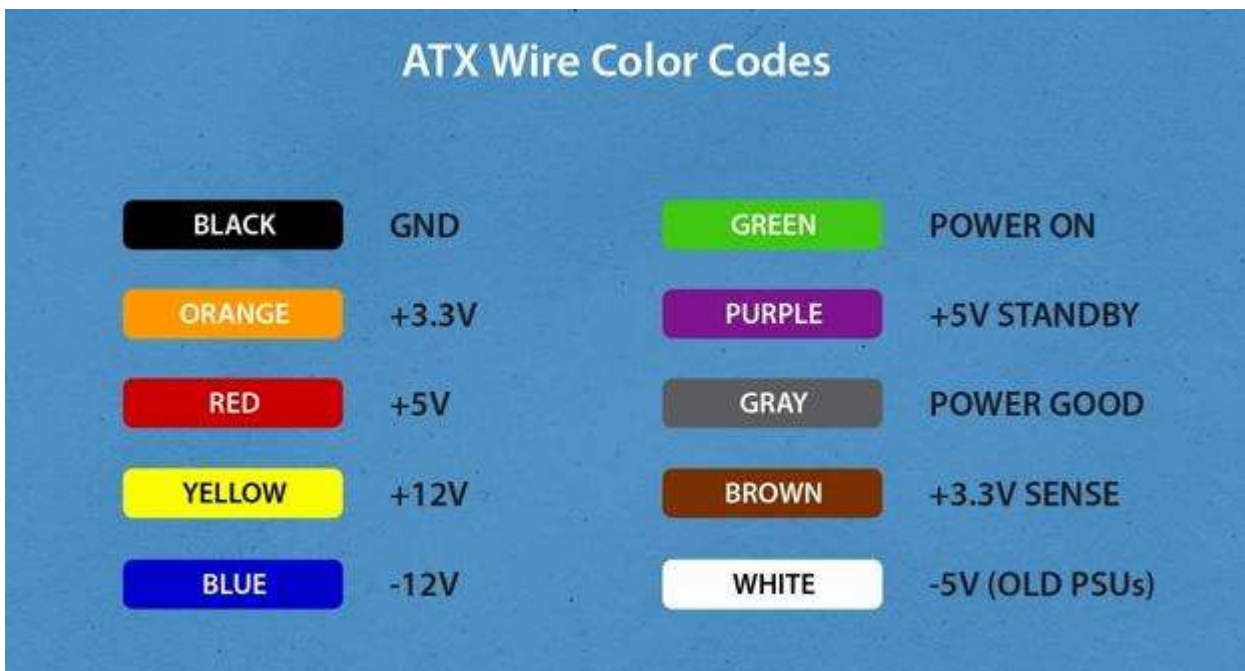 ATX Wire Color Codes
BLACK GND
ORANGE +3.3V
RED +5V
YELLOW +12V
BLUE -12V
GREEN POWER ON
PURPLE +5V STANDBY
GRAY POWER GOOD
BROWN +3.3V SENSE
WHITE -5V (OLD PSUs)